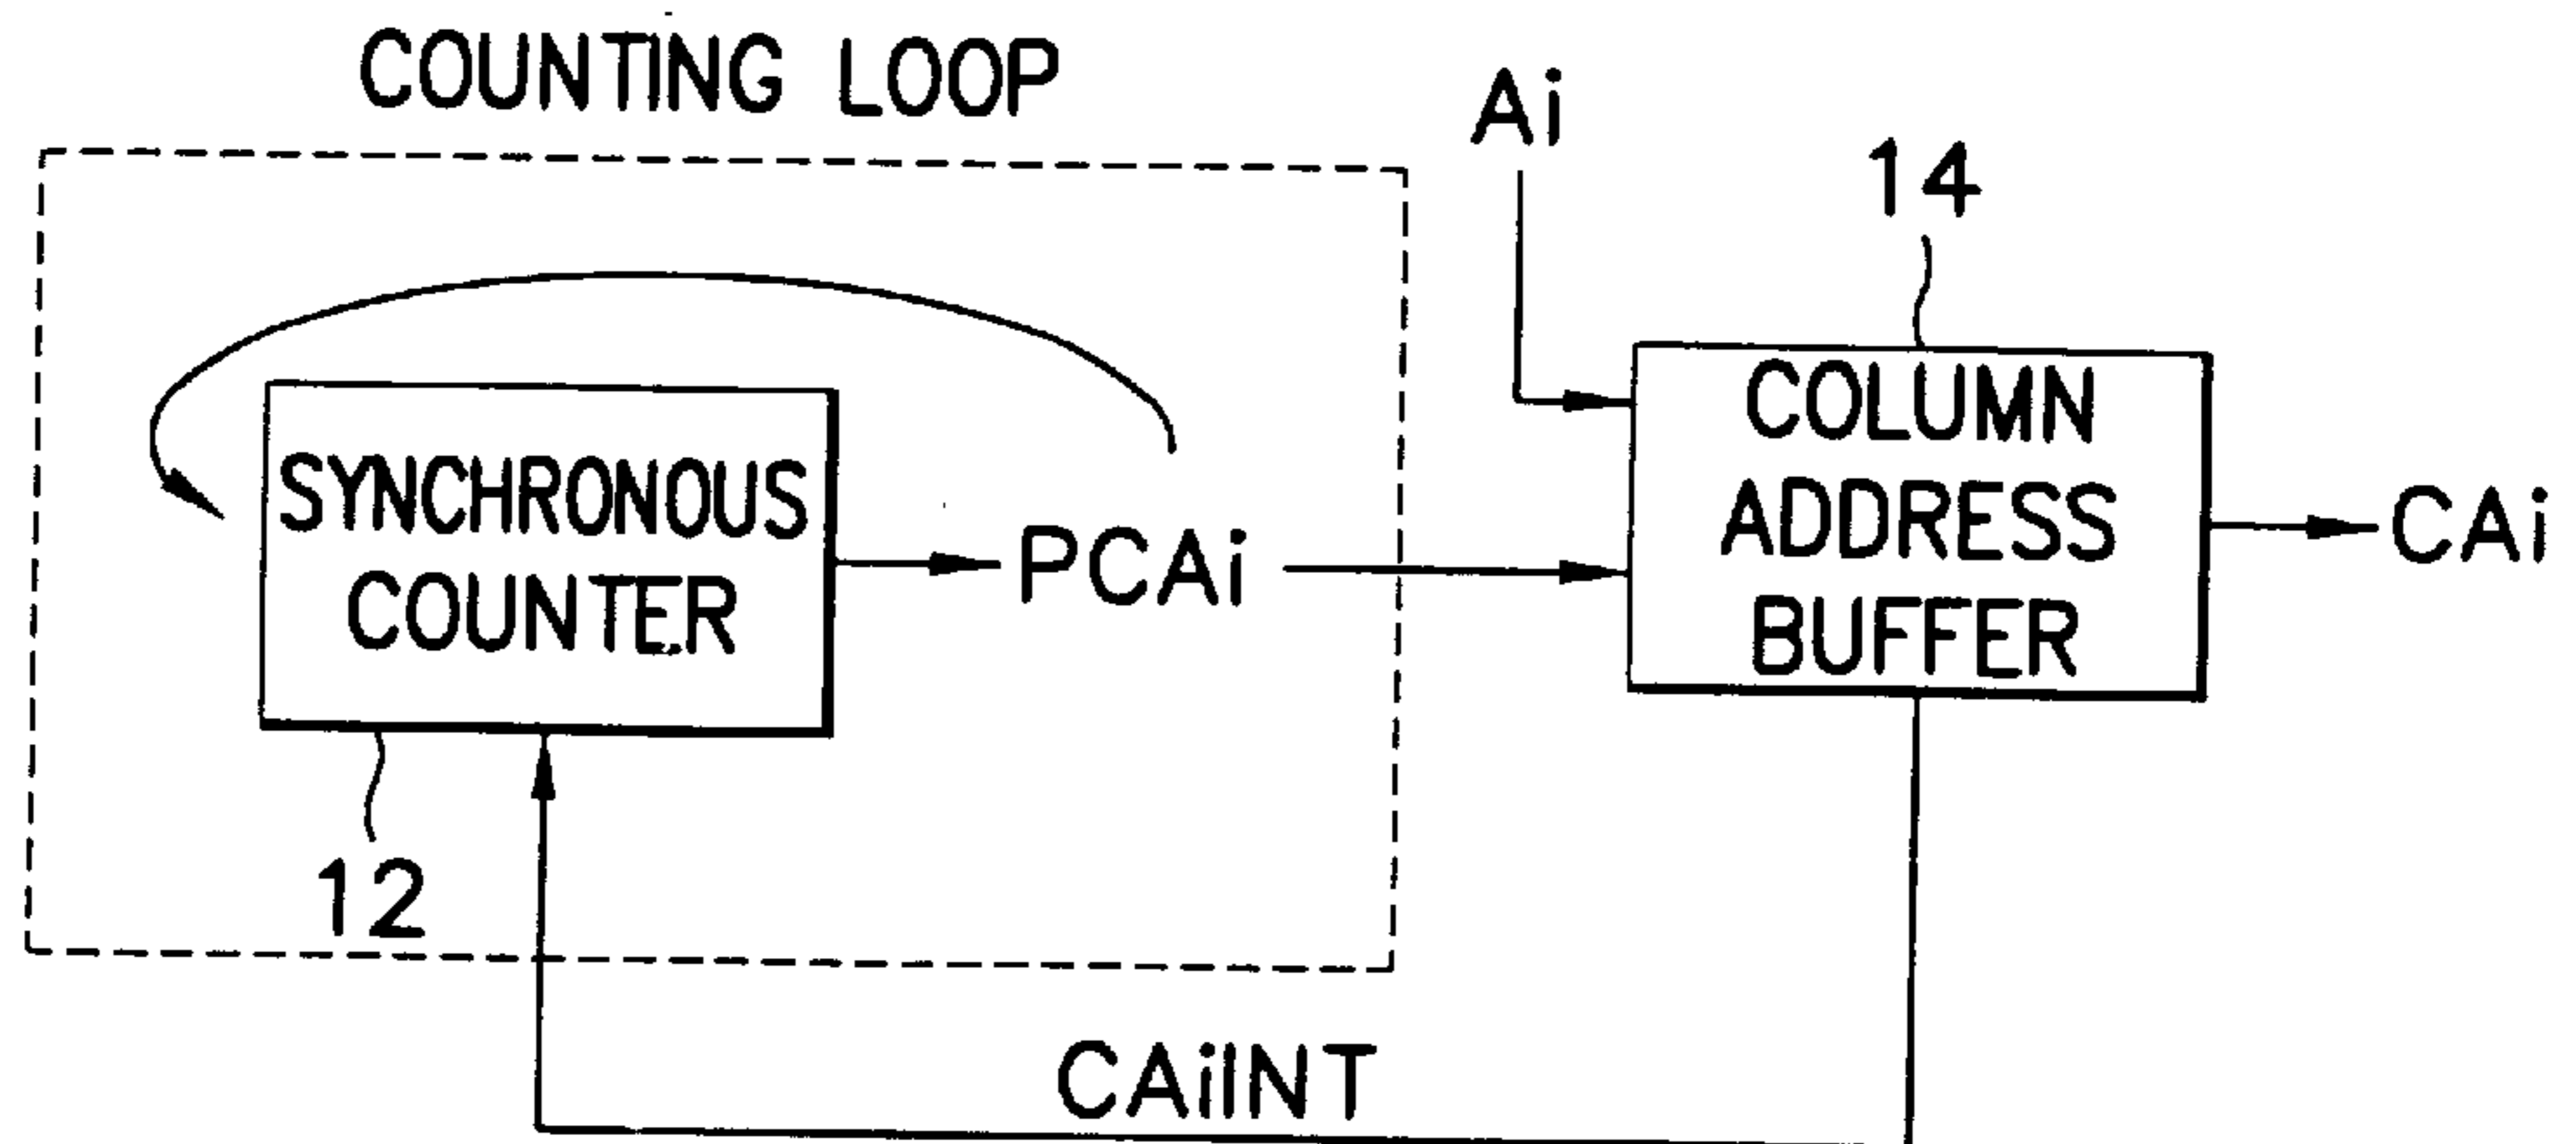 COUNTING LOOP
Ai
14
SYNCHRONOUS
COUNTER
PCAi
COLUMN
ADDRESS
BUFFER
CAi
12
CAiINT